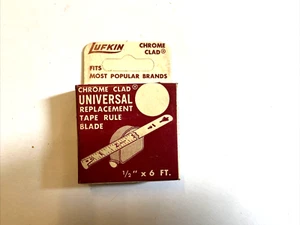 LUFKIN
CHROME
CLAD®
FITS
MOST POPULAR BRANDS
CHROME CLAD®
UNIVERSAL
REPLACEMENT
TAPE RULE
BLADE
1/2" x 6 FT.